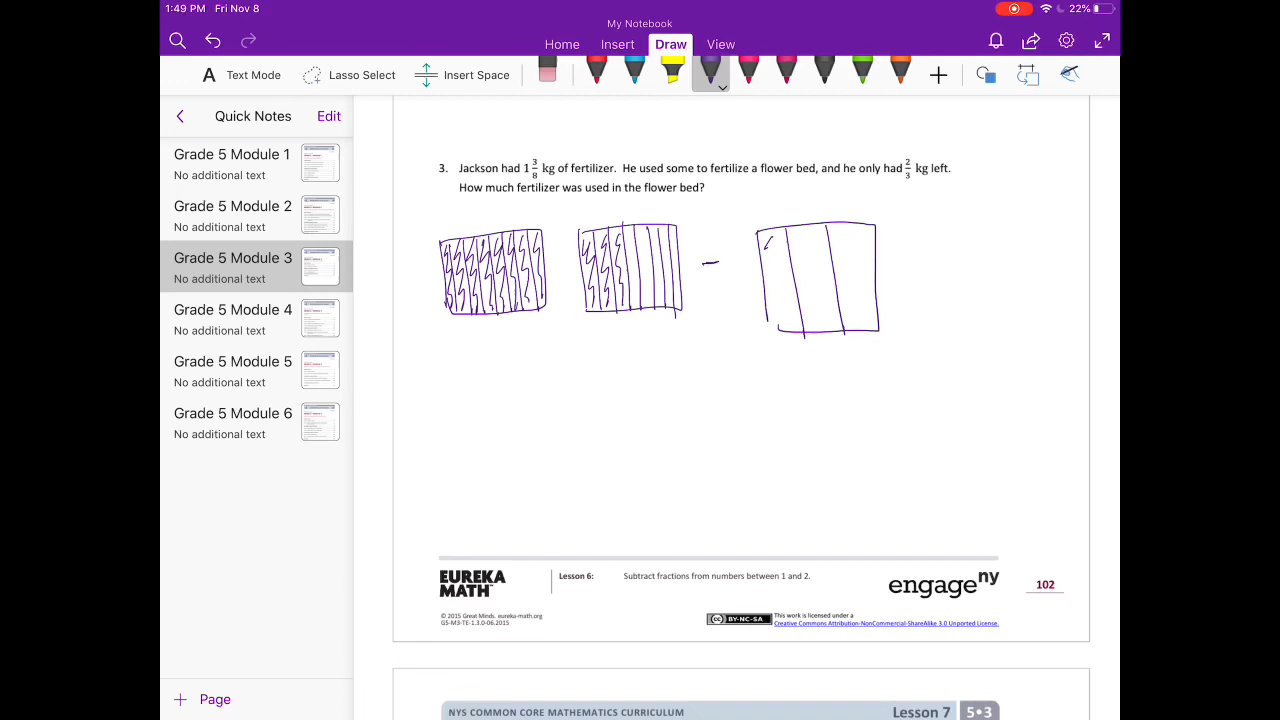 1:49 PM Fri Nov 8
22%
My Notebook
Home Insert Draw View
A Text Mode Lasso Select Insert Space
Quick Notes Edit
Grade 5 Module 1
No additional text
Grade 5 Module 2
No additional text
Grade 5 Module 3
No additional text
Grade 5 Module 4
No additional text
Grade 5 Module 5
No additional text
Grade 5 Module 6
No additional text
+ Page
3. Jackson had 1 3/8 kg of fertilizer. He used some to fertilize a flower bed, and he only had 2/3 kg left.
How much fertilizer was used in the flower bed?
−
EUREKA
MATH™
Lesson 6: Subtract fractions from numbers between 1 and 2.
engageny
102
© 2015 Great Minds. eureka-math.org
G5-M3-TE-1.3.0-06.2015
cc BY-NC-SA
This work is licensed under a
Creative Commons Attribution-NonCommercial-ShareAlike 3.0 Unported License.
NYS COMMON CORE MATHEMATICS CURRICULUM Lesson 7 5•3